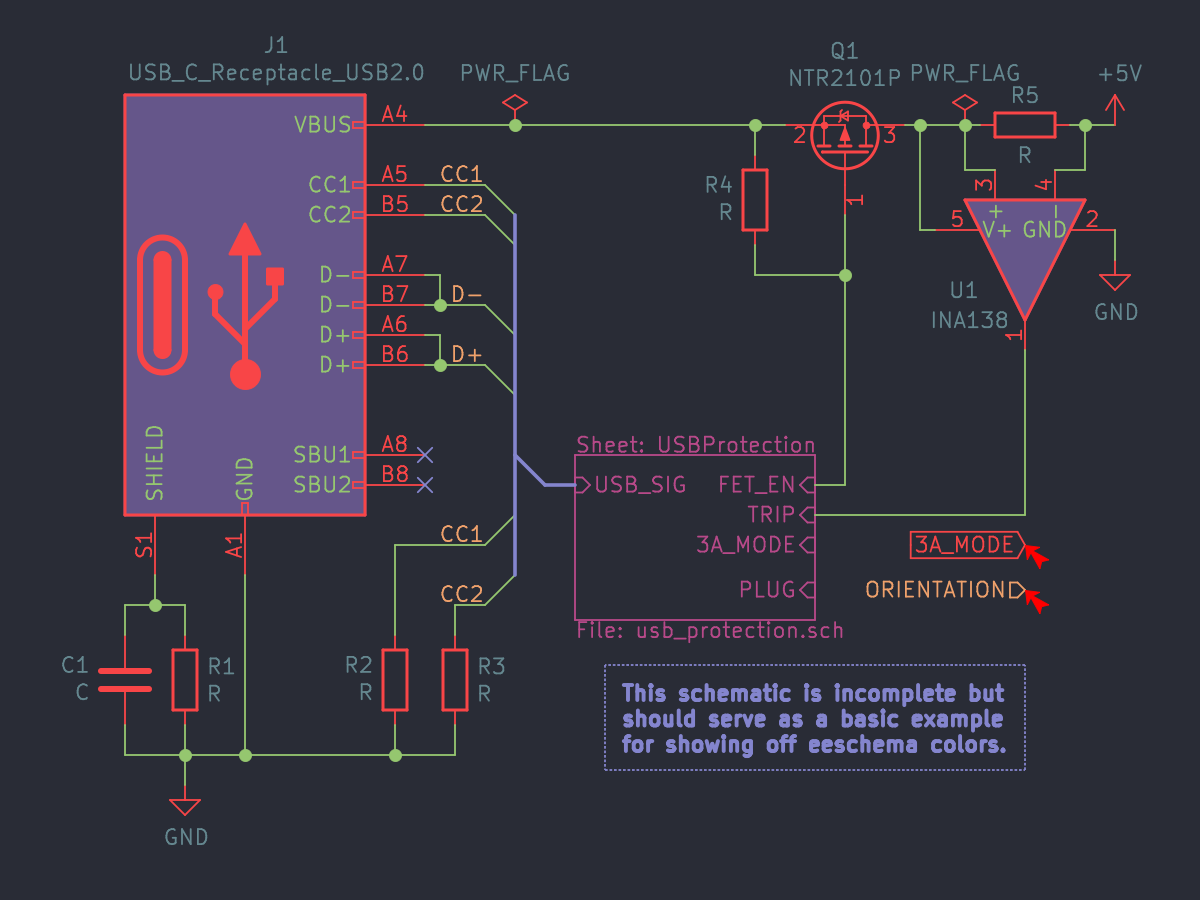 J1
USB_C_Receptacle_USB2.0
PWR_FLAG
Q1
NTR2101P
PWR_FLAG
R5
R
+5V
VBUS
A4
CC1
A5
CC1
CC2
B5
CC2
D-
A7
D-
B7
D-
D+
A6
D+
B6
D+
SBU1
A8
SBU2
B8
SHIELD
GND
S1
A1
2
3
1
R4
R
3
4
+
-
5
V+
GND
2
GND
U1
INA138
1
Sheet: USBProtection
USB_SIG
FET_EN
TRIP
3A_MODE
PLUG
File: usb_protection.sch
3A_MODE
ORIENTATION
CC1
CC2
C1
C
R1
R
R2
R
R3
R
GND
This schematic is incomplete but
should serve as a basic example
for showing off eeschema colors.